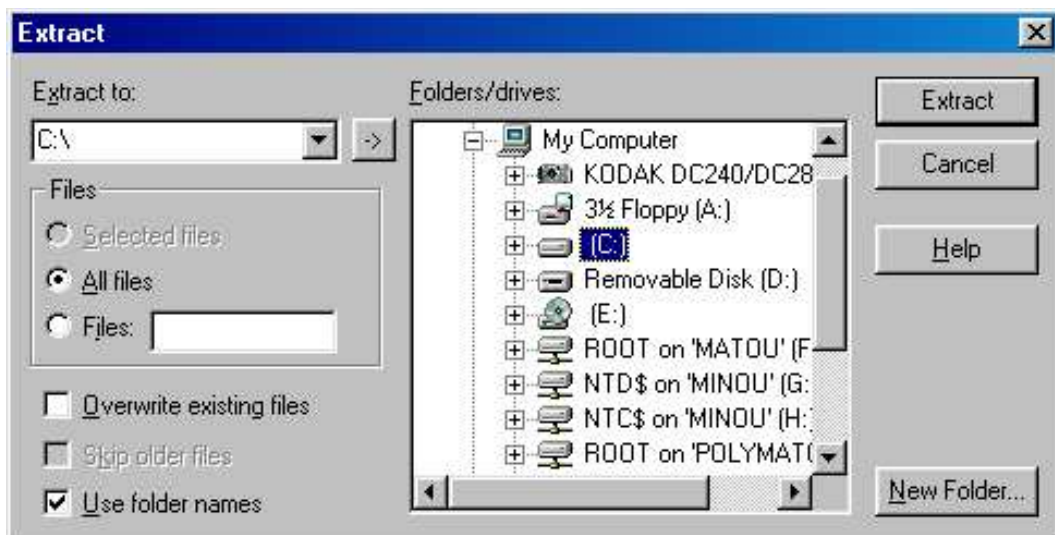 Extract
Extract to:
C:\
->
Files
Selected files
All files
Files:
Overwrite existing files
Skip older files
Use folder names
Folders/drives:
My Computer
KODAK DC240/DC28
3½ Floppy (A:)
(C:)
Removable Disk (D:)
(E:)
ROOT on 'MATOU' (F
NTD$ on 'MINOU' (G:
NTC$ on 'MINOU' (H:
ROOT on 'POLYMATO
Extract
Cancel
Help
New Folder...